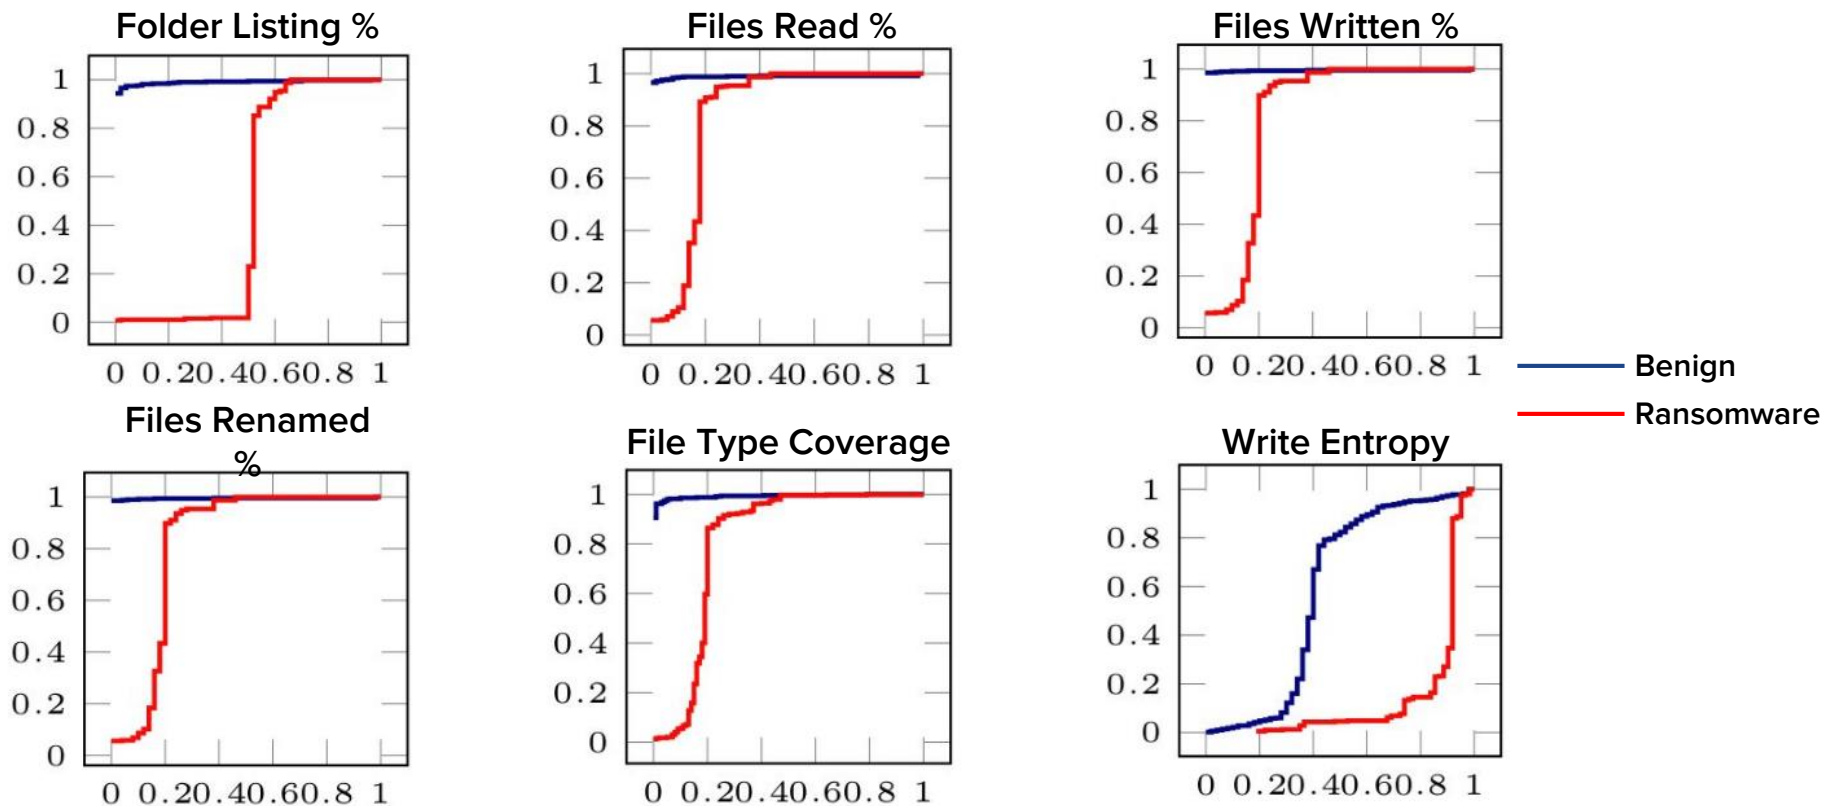 Folder Listing %
1
0.8
0.6
0.4
0.2
0
0 0.20.40.60.8 1
Files Read %
1
0.8
0.6
0.4
0.2
0
0 0.20.40.60.8 1
Files Written %
1
0.8
0.6
0.4
0.2
0
0 0.20.40.60.8 1
Benign
Ransomware
Files Renamed
%
1
0.8
0.6
0.4
0.2
0
0 0.20.40.60.8 1
File Type Coverage
1
0.8
0.6
0.4
0.2
0
0 0.20.40.60.8 1
Write Entropy
1
0.8
0.6
0.4
0.2
0
0 0.20.40.60.8 1